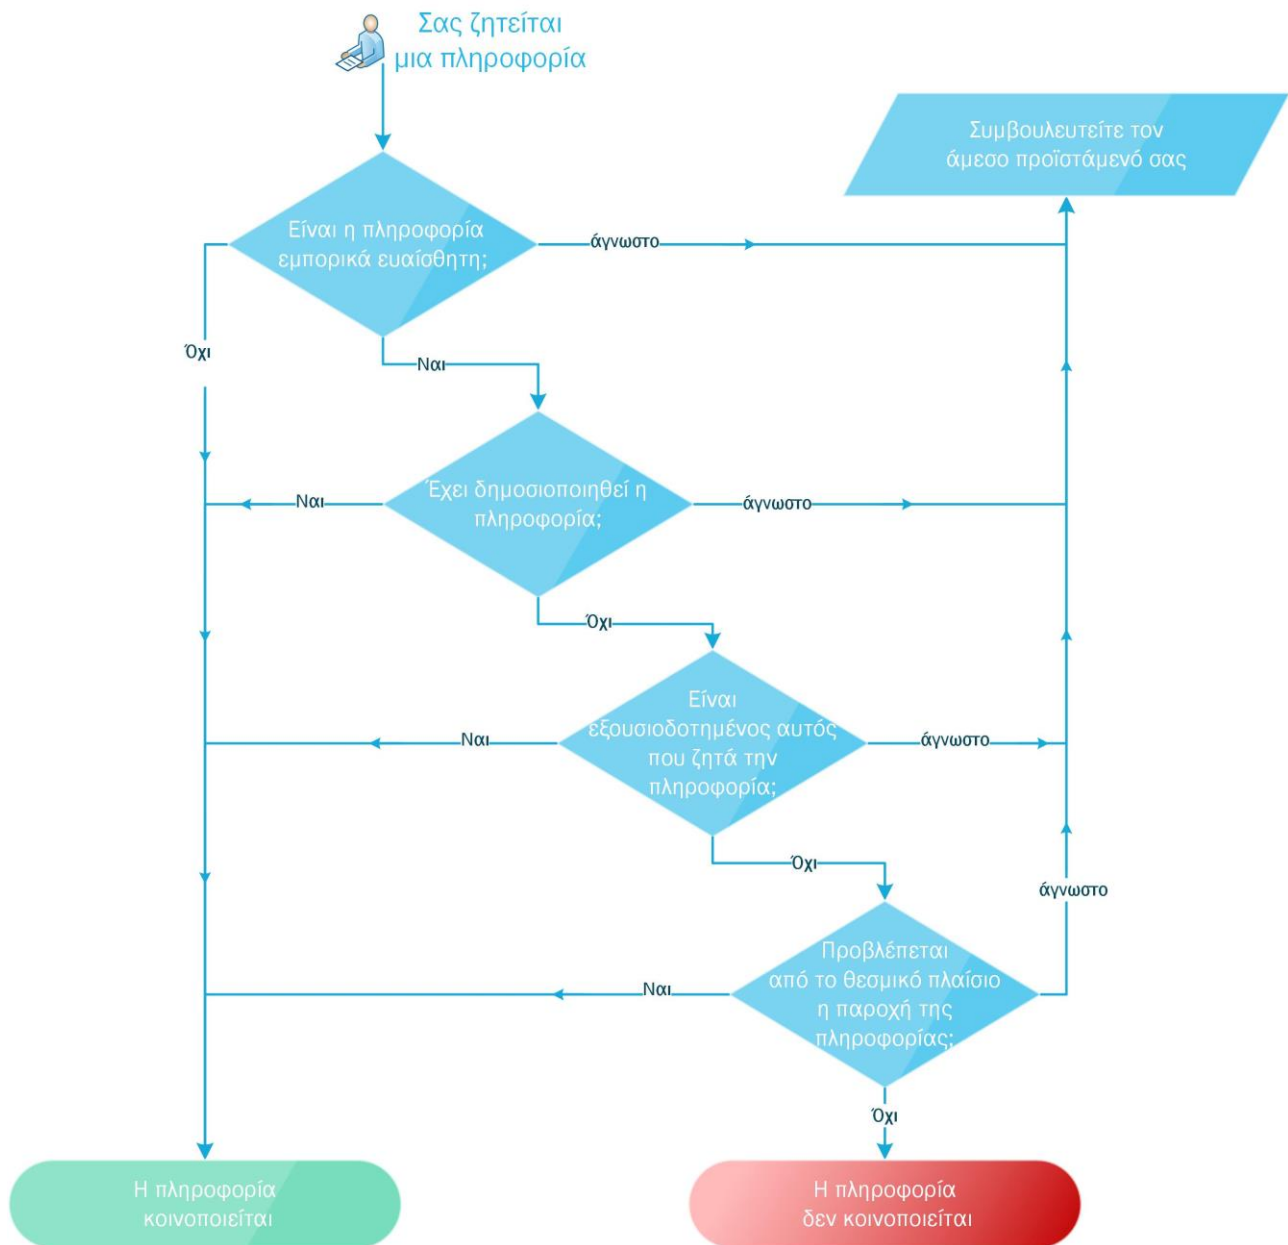 Σας ζητείται
μια πληροφορία
Συμβουλευτείτε τον
άμεσο προϊστάμενό σας
Είναι η πληροφορία
εμπορικά ευαίσθητη;
άγνωστο
Όχι
Ναι
Έχει δημοσιοποιηθεί η
πληροφορία;
Ναι
άγνωστο
Όχι
Είναι
εξουσιοδοτημένος αυτός
που ζητά την
πληροφορία;
Ναι
άγνωστο
Όχι
άγνωστο
Προβλέπεται
από το θεσμικό πλαίσιο
η παροχή της
πληροφορίας;
Ναι
Όχι
Η πληροφορία
κοινοποιείται
Η πληροφορία
δεν κοινοποιείται